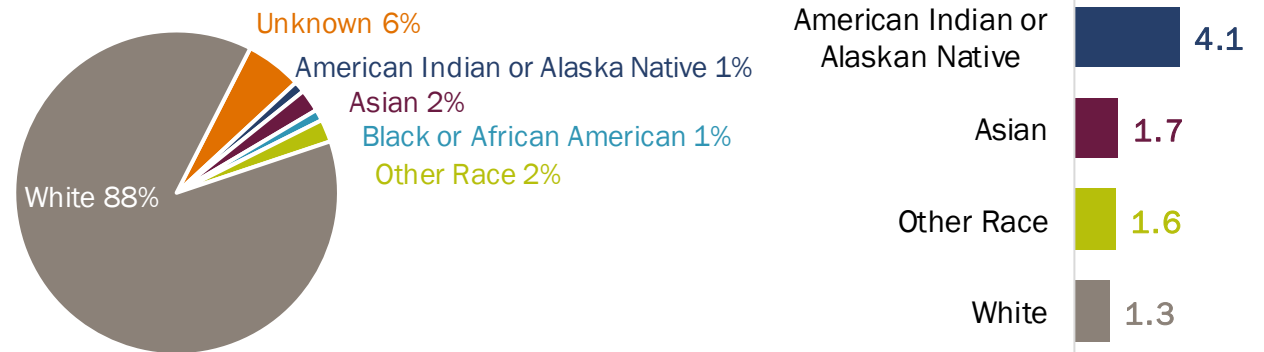 Unknown 6%
American Indian or Alaska Native 1%
Asian 2%
Black or African American 1%
Other Race 2%
White 88%
American Indian or
Alaskan Native
4.1
Asian
1.7
Other Race
1.6
White
1.3